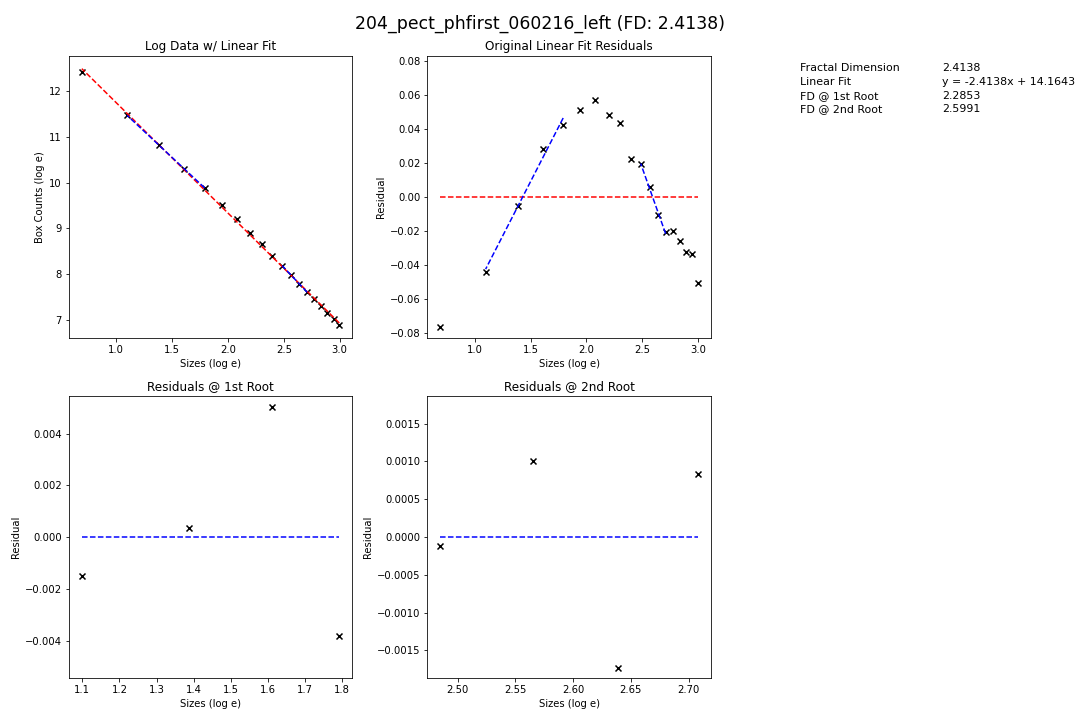 204_pect_phfirst_060216_left (FD: 2.4138)
Log Data w/ Linear Fit
Box Counts (log e)
12
11
10
9
8
7
1.0 1.5 2.0 2.5 3.0
Sizes (log e)
Original Linear Fit Residuals
Residual
0.08
0.06
0.04
0.02
0.00
−0.02
−0.04
−0.06
−0.08
1.0 1.5 2.0 2.5 3.0
Sizes (log e)
Fractal Dimension 2.4138
Linear Fit y = -2.4138x + 14.1643
FD @ 1st Root 2.2853
FD @ 2nd Root 2.5991
Residuals @ 1st Root
Residual
0.004
0.002
0.000
−0.002
−0.004
1.1 1.2 1.3 1.4 1.5 1.6 1.7 1.8
Sizes (log e)
Residuals @ 2nd Root
Residual
0.0015
0.0010
0.0005
0.0000
−0.0005
−0.0010
−0.0015
2.50 2.55 2.60 2.65 2.70
Sizes (log e)